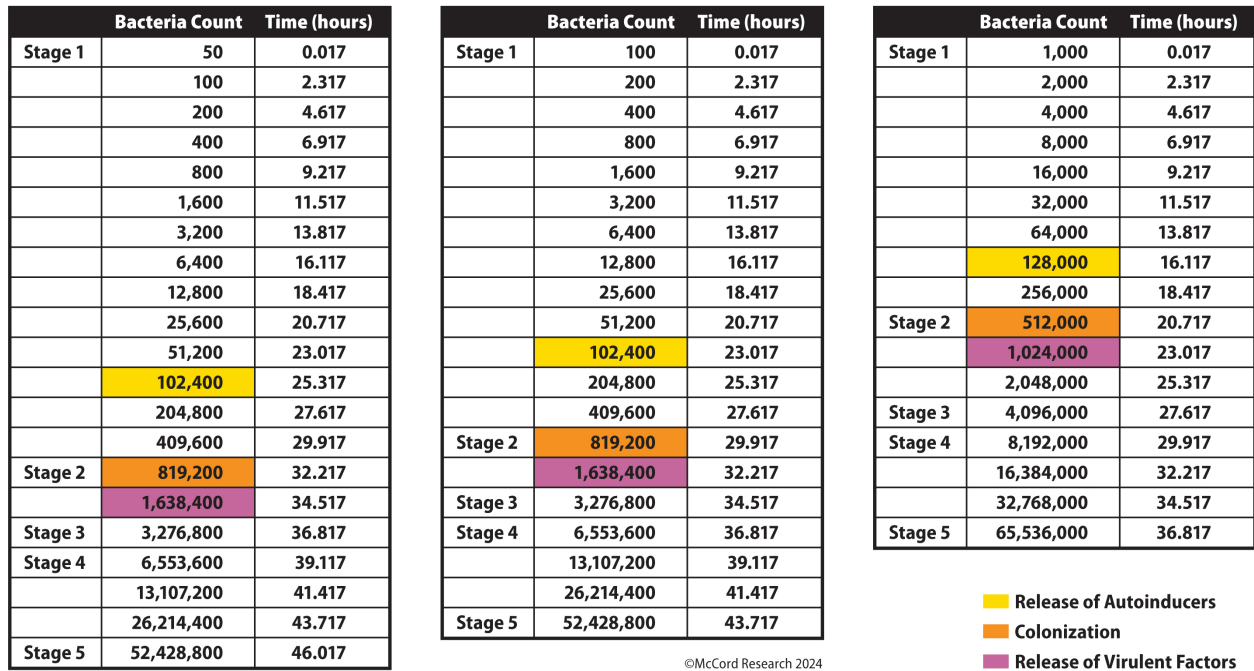 Bacteria Count Time (hours)
Stage 1 50 0.017
100 2.317
200 4.617
400 6.917
800 9.217
1,600 11.517
3,200 13.817
6,400 16.117
12,800 18.417
25,600 20.717
51,200 23.017
102,400 25.317
204,800 27.617
409,600 29.917
Stage 2 819,200 32.217
1,638,400 34.517
Stage 3 3,276,800 36.817
Stage 4 6,553,600 39.117
13,107,200 41.417
26,214,400 43.717
Stage 5 52,428,800 46.017
Bacteria Count Time (hours)
Stage 1 100 0.017
200 2.317
400 4.617
800 6.917
1,600 9.217
3,200 11.517
6,400 13.817
12,800 16.117
25,600 18.417
51,200 20.717
102,400 23.017
204,800 25.317
409,600 27.617
Stage 2 819,200 29.917
1,638,400 32.217
Stage 3 3,276,800 34.517
Stage 4 6,553,600 36.817
13,107,200 39.117
26,214,400 41.417
Stage 5 52,428,800 43.717
©McCord Research 2024
Bacteria Count Time (hours)
Stage 1 1,000 0.017
2,000 2.317
4,000 4.617
8,000 6.917
16,000 9.217
32,000 11.517
64,000 13.817
128,000 16.117
256,000 18.417
Stage 2 512,000 20.717
1,024,000 23.017
2,048,000 25.317
Stage 3 4,096,000 27.617
Stage 4 8,192,000 29.917
16,384,000 32.217
32,768,000 34.517
Stage 5 65,536,000 36.817
Release of Autoinducers
Colonization
Release of Virulent Factors